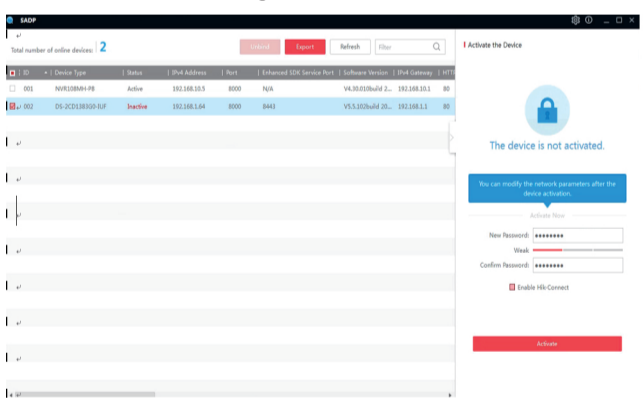 SADP
Total number of online devices: 2
Unbind
Export
Refresh
Filter
ID Device Type Status IPv4 Address Port Enhanced SDK Service Port Software Version IPv4 Gateway HTTP
001 NVR108MH-P8 Active 192.168.10.5 8000 N/A V4.30.010build 2... 192.168.10.1 80
002 DS-2CD1383G0-IUF Inactive 192.168.1.64 8000 8443 V5.5.102build 20... 192.168.1.1 80
Activate the Device
The device is not activated.
You can modify the network parameters after the
device activation.
Activate Now
New Password: ••••••••
Weak
Confirm Password: ••••••••
Enable Hik-Connect
Activate